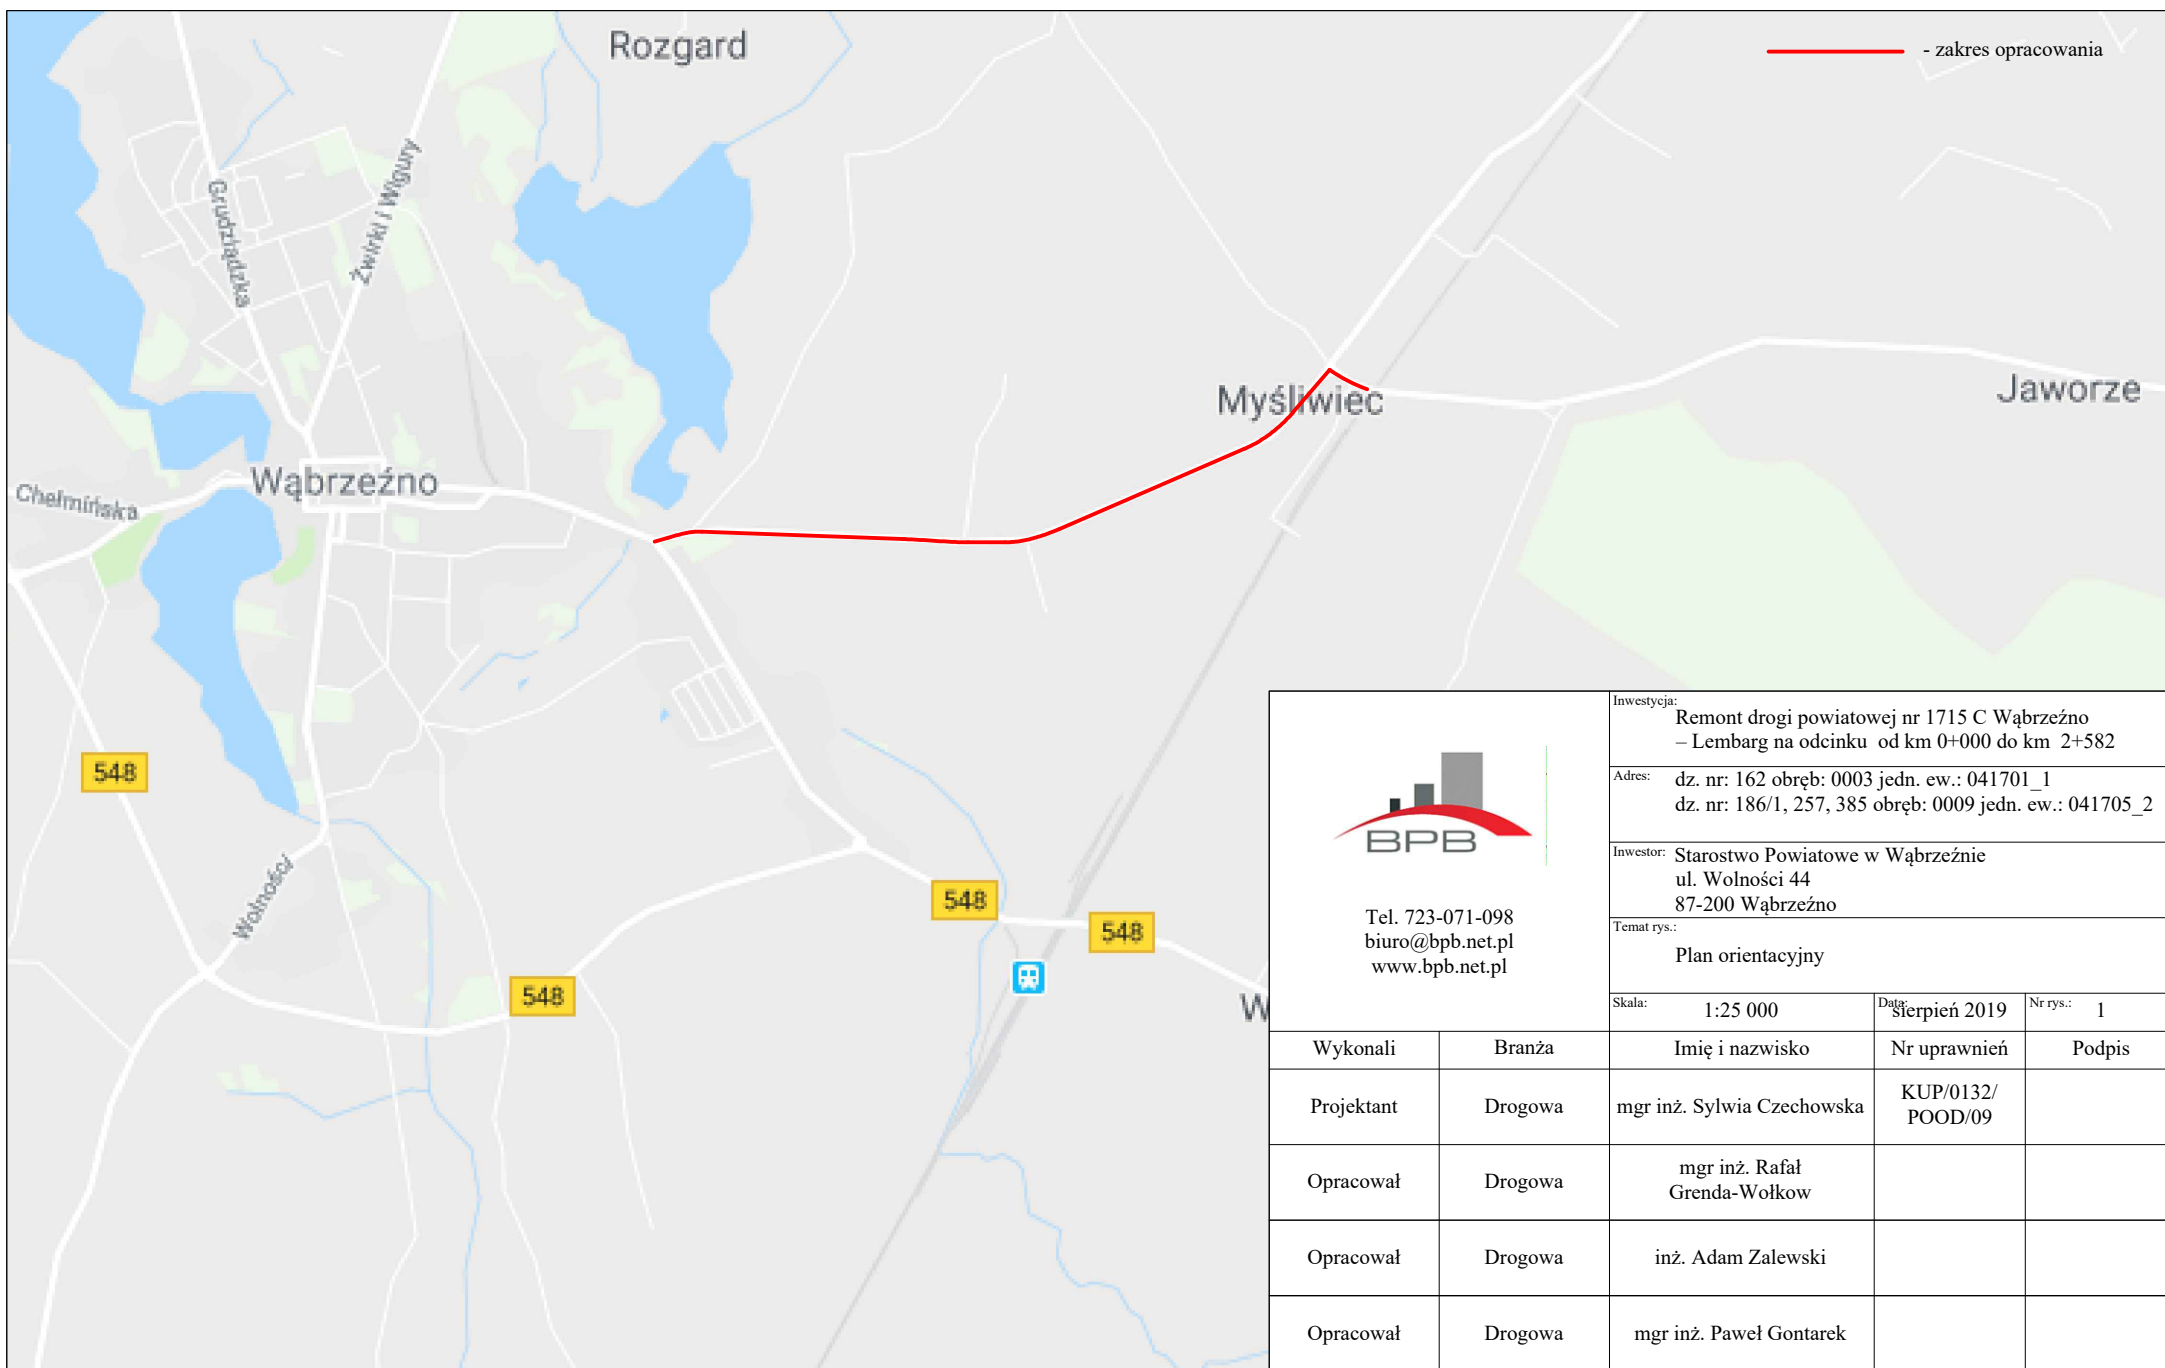 Rozgard
- zakres opracowania
Grudziądzka
Żwirki i Wigury
Myśliwiec
Jaworze
Wąbrzeźno
Chełmińska
548
Wolności
548
548
548
W
BPB
Tel. 723-071-098
biuro@bpb.net.pl
www.bpb.net.pl
Inwestycja:
Remont drogi powiatowej nr 1715 C Wąbrzeźno
– Lembarg na odcinku od km 0+000 do km 2+582
Adres: dz. nr: 162 obręb: 0003 jedn. ew.: 041701_1
dz. nr: 186/1, 257, 385 obręb: 0009 jedn. ew.: 041705_2
Inwestor: Starostwo Powiatowe w Wąbrzeźnie
ul. Wolności 44
87-200 Wąbrzeźno
Temat rys.:
Plan orientacyjny
Skala: 1:25 000 Data: sierpień 2019 Nr rys.: 1
Wykonali Branża Imię i nazwisko Nr uprawnień Podpis
Projektant Drogowa mgr inż. Sylwia Czechowska KUP/0132/
POOD/09
Opracował Drogowa mgr inż. Rafał
Grenda-Wołkow
Opracował Drogowa inż. Adam Zalewski
Opracował Drogowa mgr inż. Paweł Gontarek